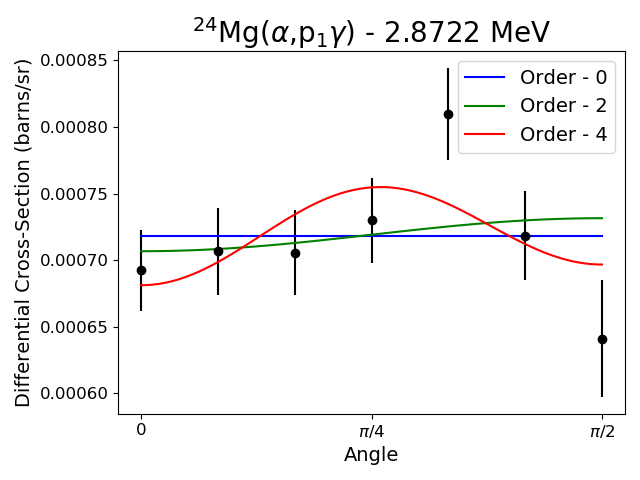 ²⁴Mg(α,p₁γ) - 2.8722 MeV
Differential Cross-Section (barns/sr)
0.00085
0.00080
0.00075
0.00070
0.00065
0.00060
Order - 0
Order - 2
Order - 4
0
π/4
π/2
Angle